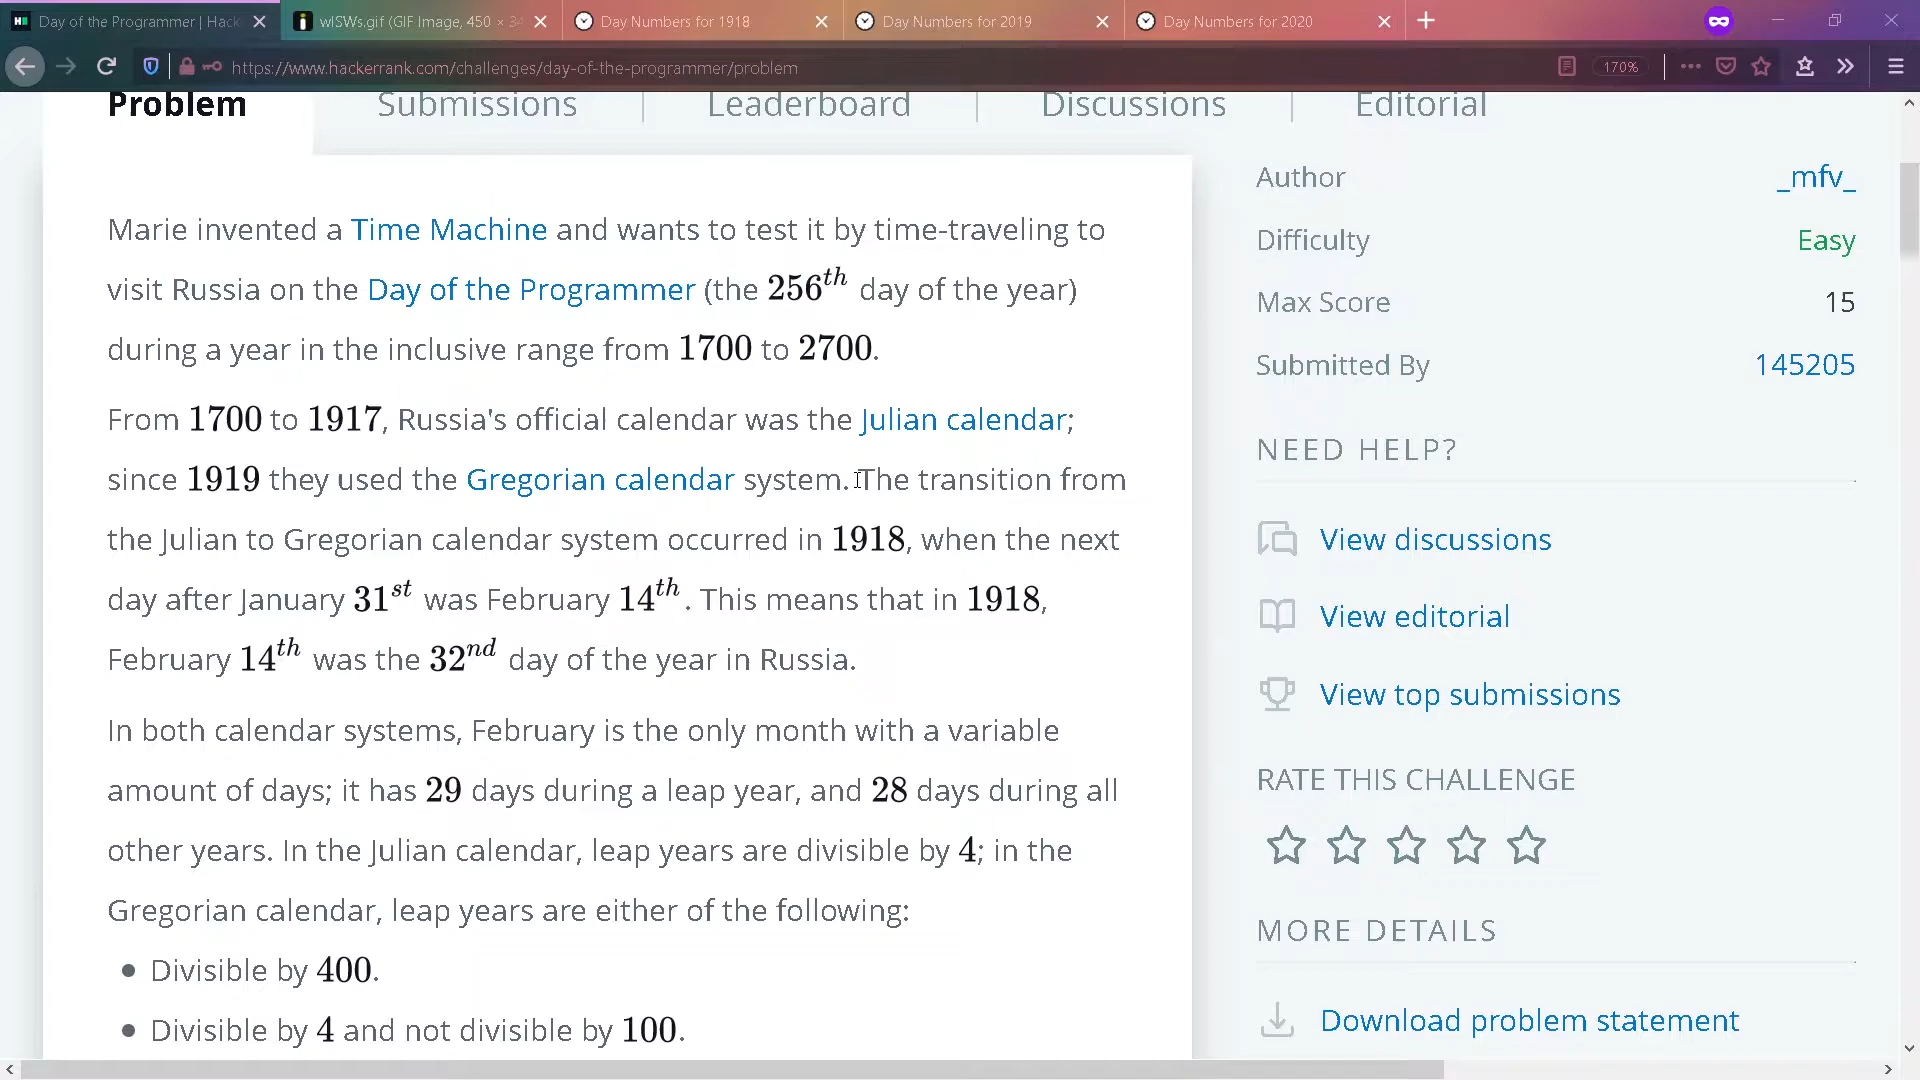 Day of the Programmer | Hack
wlSWs.gif (GIF Image, 450 × 34
Day Numbers for 1918
Day Numbers for 2019
Day Numbers for 2020
https://www.hackerrank.com/challenges/day-of-the-programmer/problem
170%
Problem
Submissions
Leaderboard
Discussions
Editorial
Marie invented a Time Machine and wants to test it by time-traveling to
visit Russia on the Day of the Programmer (the 256th day of the year)
during a year in the inclusive range from 1700 to 2700.
From 1700 to 1917, Russia's official calendar was the Julian calendar;
since 1919 they used the Gregorian calendar system. The transition from
the Julian to Gregorian calendar system occurred in 1918, when the next
day after January 31st was February 14th. This means that in 1918,
February 14th was the 32nd day of the year in Russia.
In both calendar systems, February is the only month with a variable
amount of days; it has 29 days during a leap year, and 28 days during all
other years. In the Julian calendar, leap years are divisible by 4; in the
Gregorian calendar, leap years are either of the following:
Divisible by 400.
Divisible by 4 and not divisible by 100.
Author _mfv_
Difficulty Easy
Max Score 15
Submitted By 145205
NEED HELP?
View discussions
View editorial
View top submissions
RATE THIS CHALLENGE
MORE DETAILS
Download problem statement